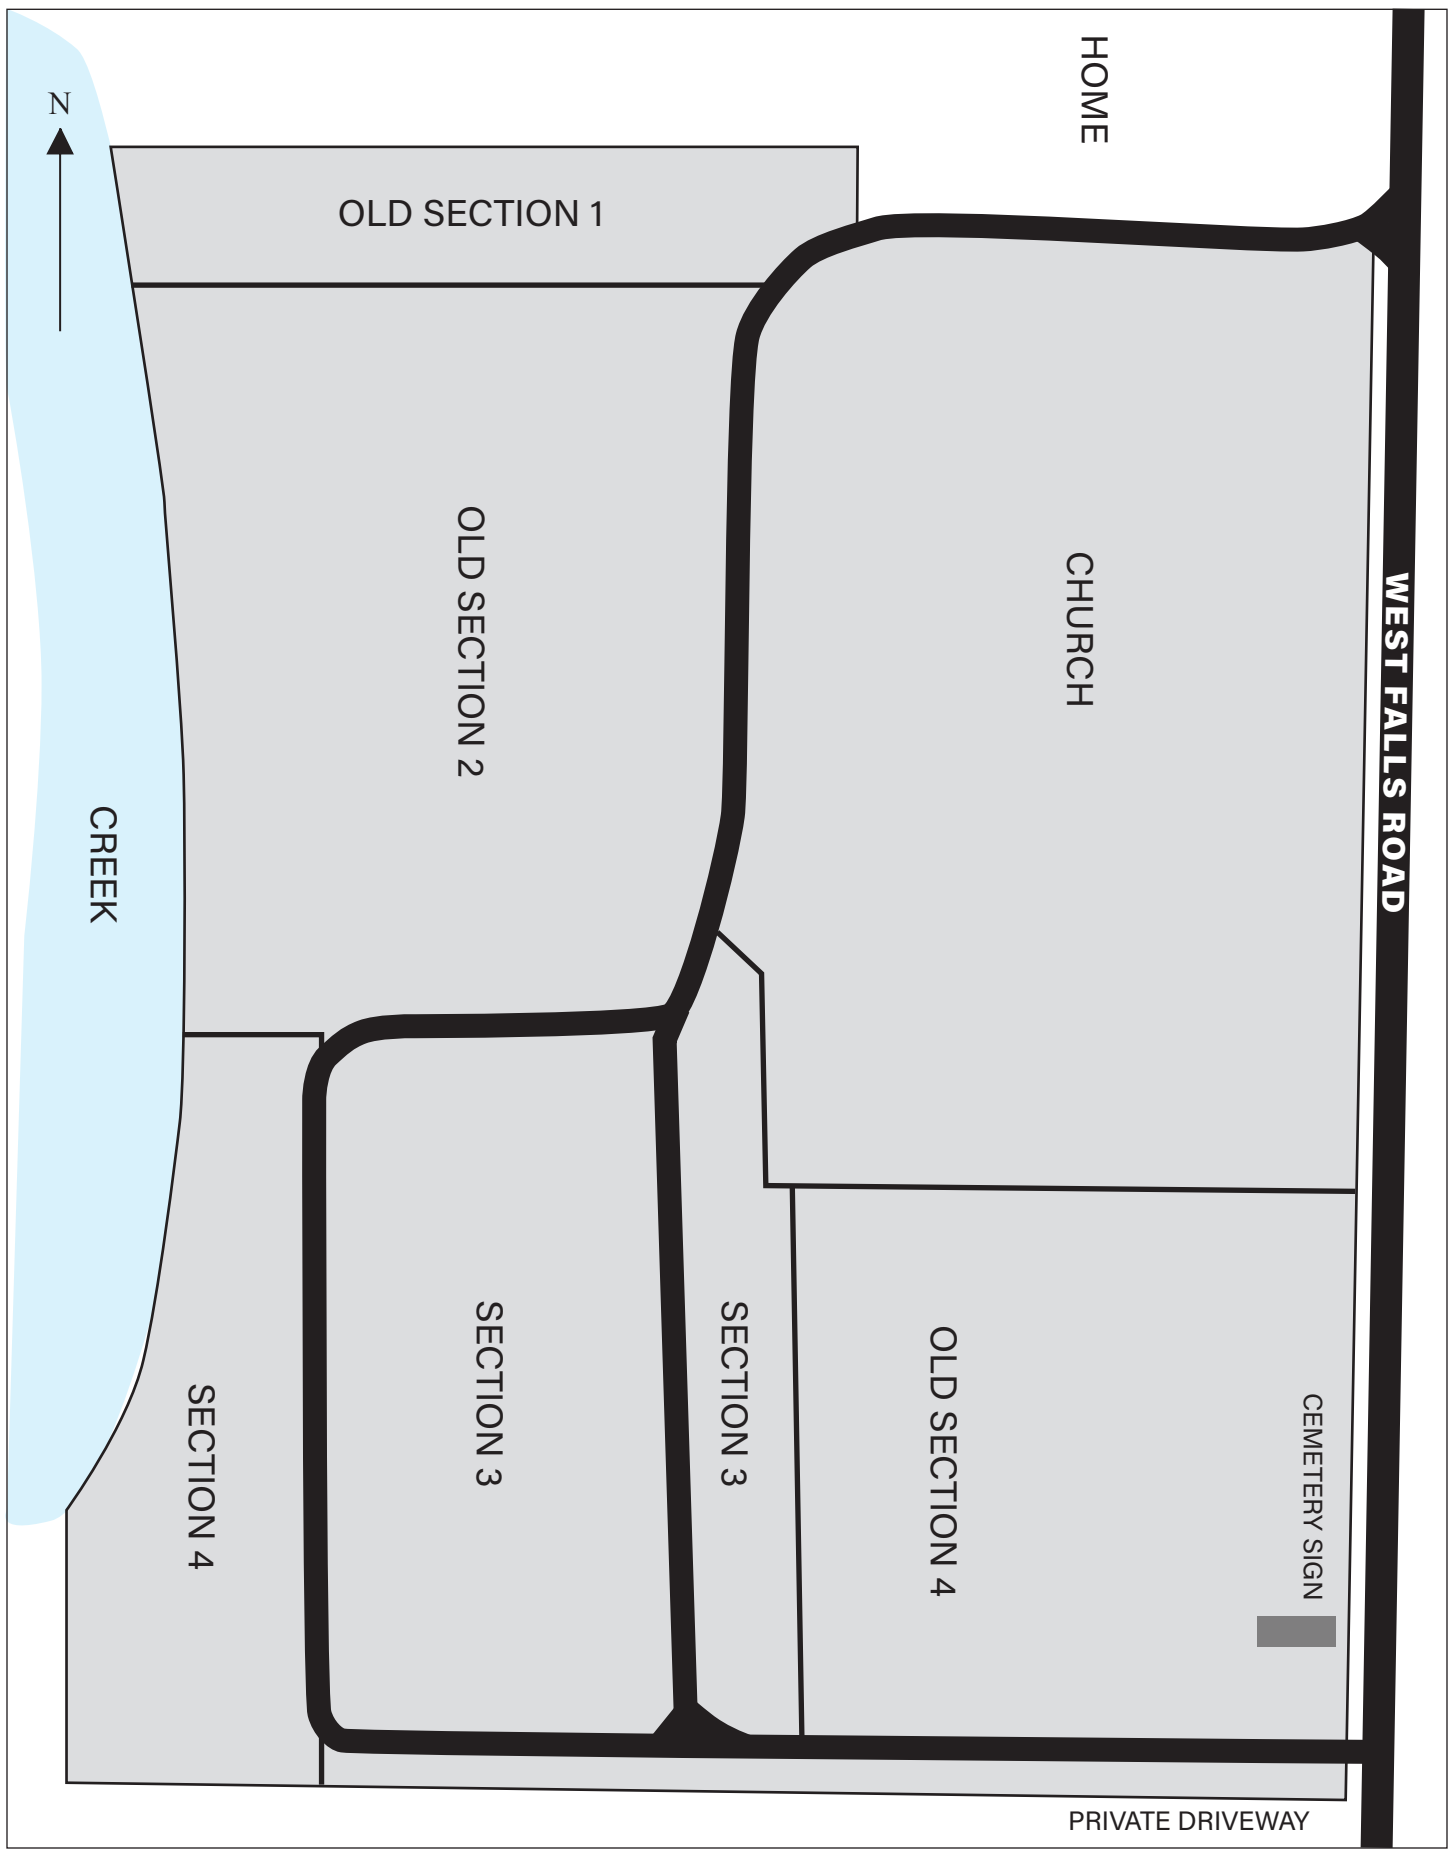 HOME
N
OLD SECTION 1
OLD SECTION 2
CHURCH
WEST FALLS ROAD
CREEK
SECTION 3
SECTION 3
OLD SECTION 4
CEMETERY SIGN
SECTION 4
PRIVATE DRIVEWAY